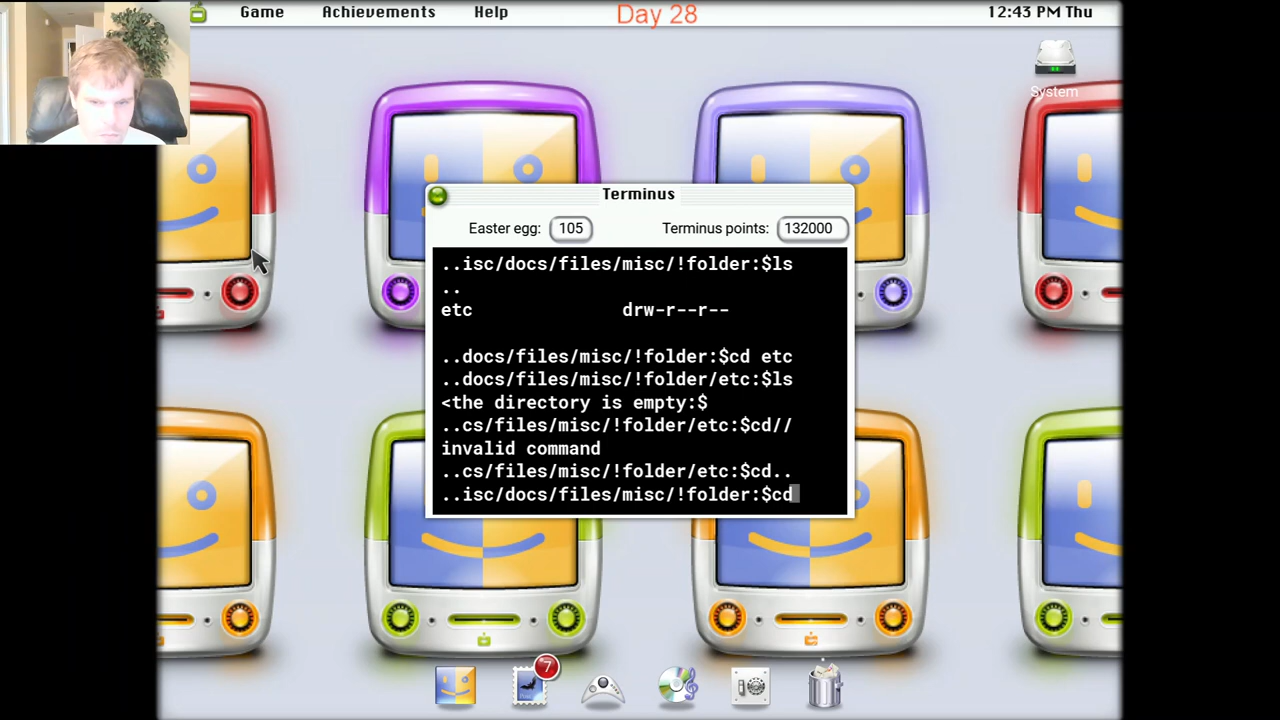 Game Achievements Help Day 28 12:43 PM Thu
System
Terminus
Easter egg: 105 Terminus points: 132000
..isc/docs/files/misc/!folder:$ls
..
etc drw-r--r--
..docs/files/misc/!folder:$cd etc
..docs/files/misc/!folder/etc:$ls
<the directory is empty:$
..cs/files/misc/!folder/etc:$cd//
invalid command
..cs/files/misc/!folder/etc:$cd..
..isc/docs/files/misc/!folder:$cd
7